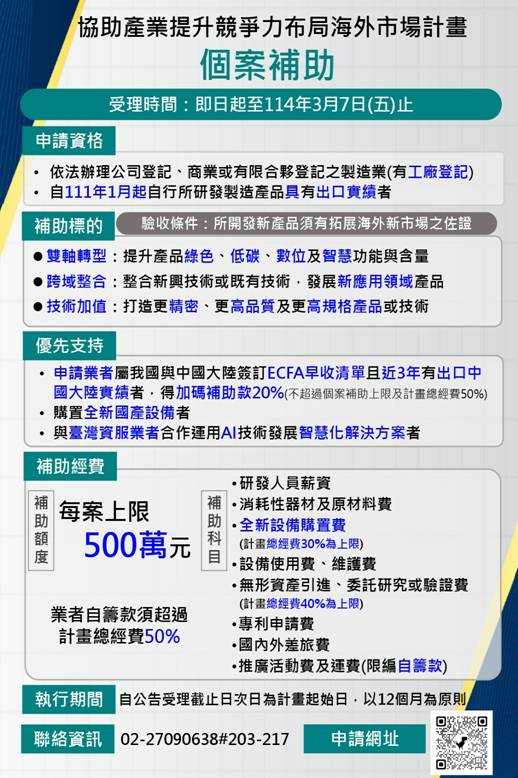 協助產業提升競爭力布局海外市場計畫
個案補助
受理時間：即日起至114年3月7日(五)止
申請資格
• 依法辦理公司登記、商業或有限合夥登記之製造業(有工廠登記)
• 自111年1月起自行所研發製造產品具有出口實績者
補助標的
驗收條件：所開發新產品須有拓展海外新市場之佐證
●雙軸轉型：提升產品綠色、低碳、數位及智慧功能與含量
●跨域整合：整合新興技術或既有技術，發展新應用領域產品
●技術加值：打造更精密、更高品質及更高規格產品或技術
優先支持
• 申請業者屬我國與中國大陸簽訂ECFA早收清單且近3年有出口中
國大陸實績者，得加碼補助款20%(不超過個案補助上限及計畫總經費50%)
• 購置全新國產設備者
• 與臺灣資服業者合作運用AI技術發展智慧化解決方案者
補助經費
補助額度
每案上限
500萬元
業者自籌款須超過
計畫總經費50%
補助科目
•研發人員薪資
•消耗性器材及原材料費
•全新設備購置費
(計畫總經費30%為上限)
•設備使用費、維護費
•無形資產引進、委託研究或驗證費
(計畫總經費40%為上限)
•專利申請費
•國內外差旅費
•推廣活動費及運費(限編自籌款)
執行期間
自公告受理截止日次日為計畫起始日，以12個月為原則
聯絡資訊
02-27090638#203-217
申請網址